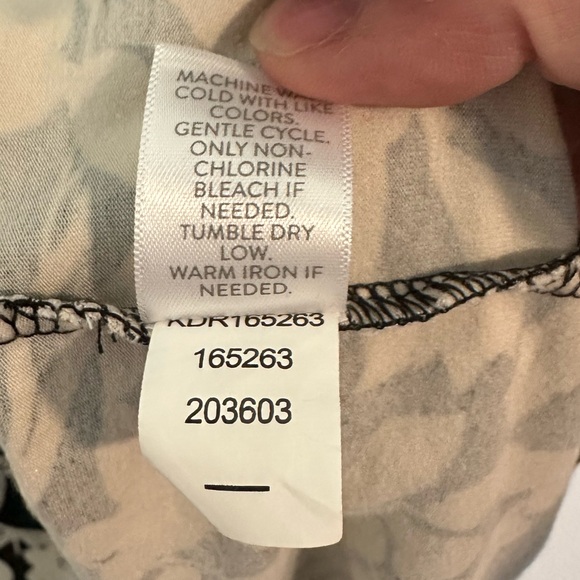 MACHINE WASH
COLD WITH LIKE
COLORS.
GENTLE CYCLE.
ONLY NON-
CHLORINE
BLEACH IF
NEEDED.
TUMBLE DRY
LOW.
WARM IRON IF
NEEDED.
KDR165263
165263
203603